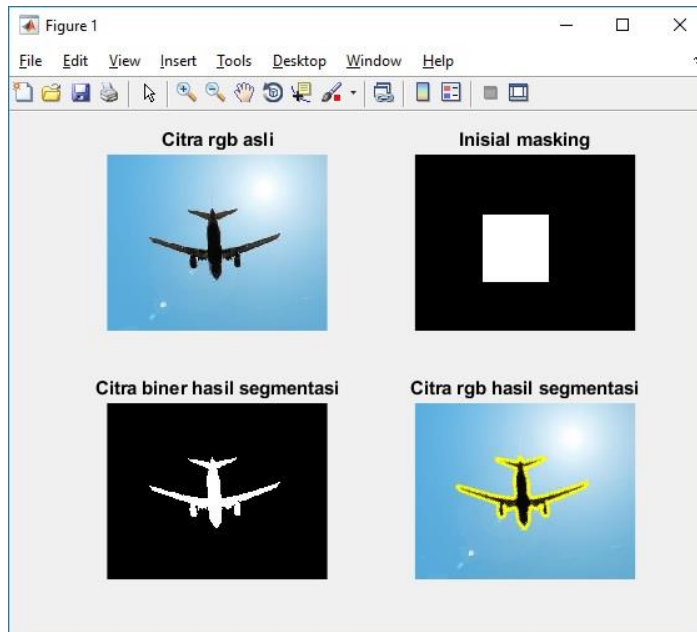 Figure 1
File Edit View Insert Tools Desktop Window Help
Citra rgb asli
Inisial masking
Citra biner hasil segmentasi
Citra rgb hasil segmentasi